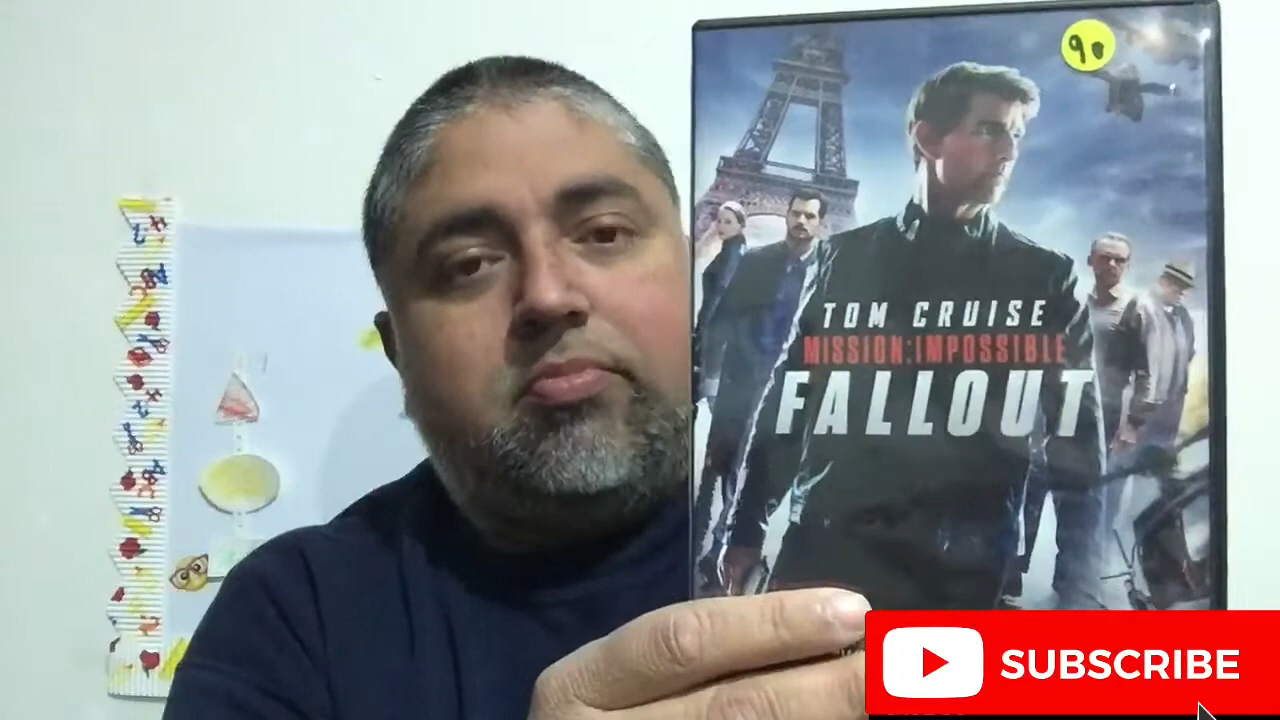 90
TOM CRUISE
MISSION:IMPOSSIBLE
FALLOUT
SUBSCRIBE